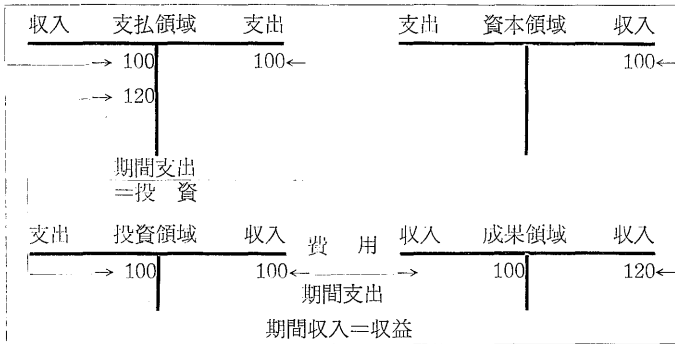 収入 支払領域 支出 支出 資本領域 収入
→ 100 100← 100←
→ 120
期間支出
=投 資
支出 投資領域 収入 費 用 収入 成果領域 収入
→ 100 100← → 100 120←
期間支出
期間収入=収益